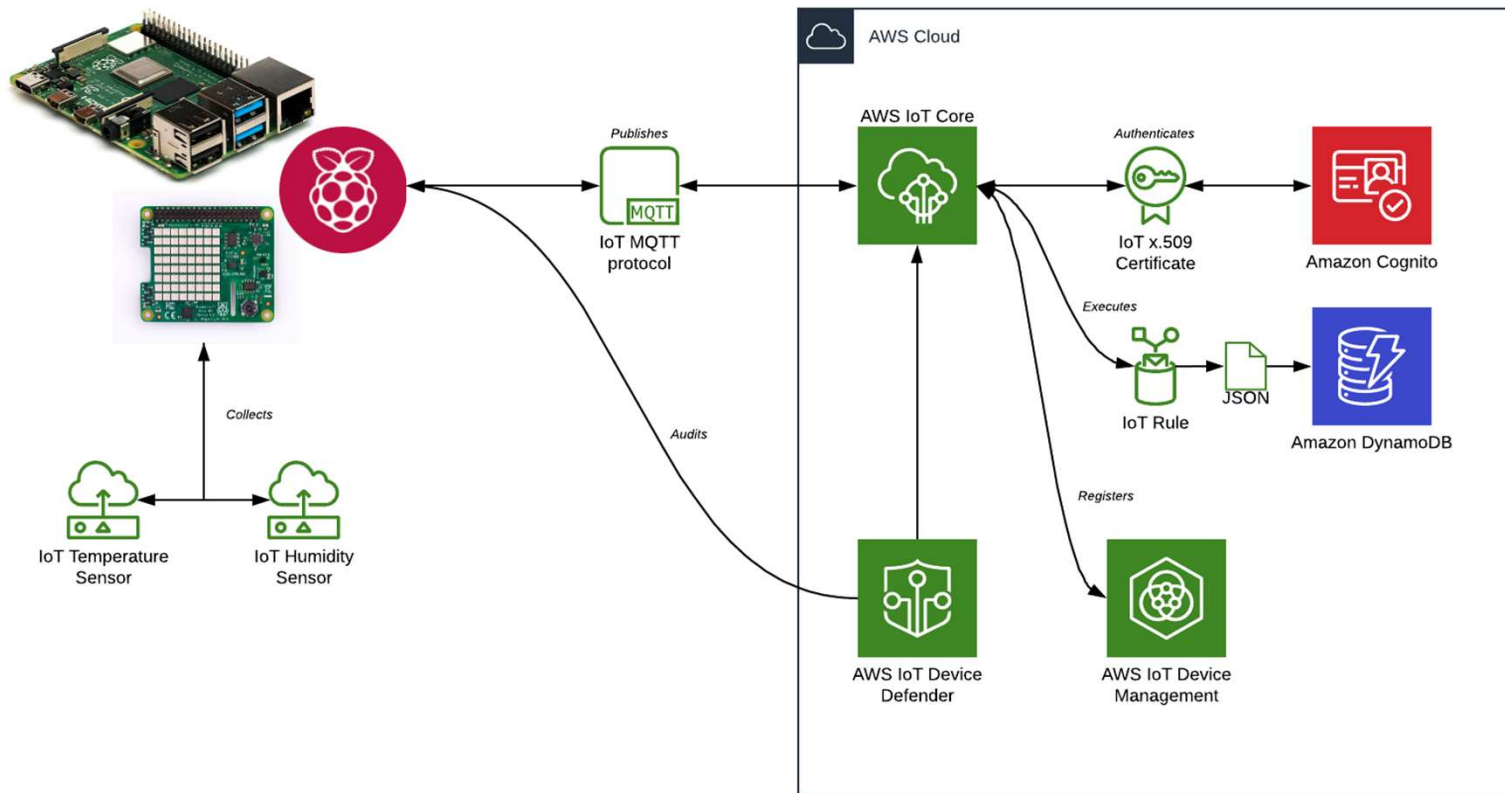 AWS Cloud
AWS IoT Core
Publishes
Authenticates
MQTT
IoT MQTT
protocol
IoT x.509
Certificate
Amazon Cognito
Executes
JSON
IoT Rule
Amazon DynamoDB
Collects
Audits
Registers
IoT Temperature
Sensor
IoT Humidity
Sensor
AWS IoT Device
Defender
AWS IoT Device
Management